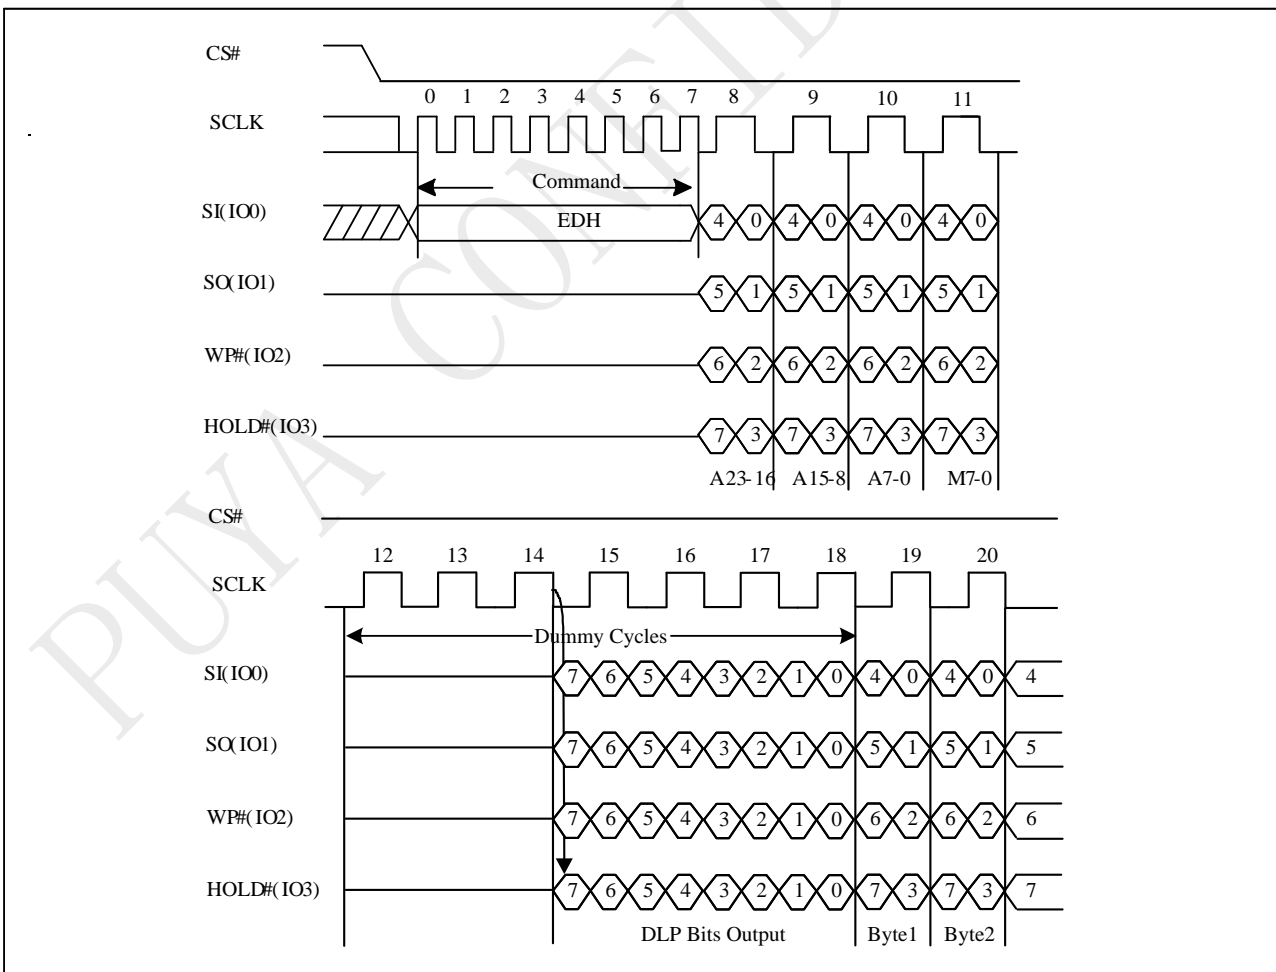 PUYA CONFID
CS#
SCLK
0 1 2 3 4 5 6 7 8 9 10 11
Command
SI(IO0)
EDH
4 0 4 0 4 0 4 0
SO(IO1)
5 1 5 1 5 1 5 1
WP#(IO2)
6 2 6 2 6 2 6 2
HOLD#(IO3)
7 3 7 3 7 3 7 3
A23-16 A15-8 A7-0 M7-0
CS#
12 13 14 15 16 17 18 19 20
SCLK
Dummy Cycles
SI(IO0)
7 6 5 4 3 2 1 0 4 0 4 0 4
SO(IO1)
7 6 5 4 3 2 1 0 5 1 5 1 5
WP#(IO2)
7 6 5 4 3 2 1 0 6 2 6 2 6
HOLD#(IO3)
7 6 5 4 3 2 1 0 7 3 7 3 7
DLP Bits Output Byte1 Byte2